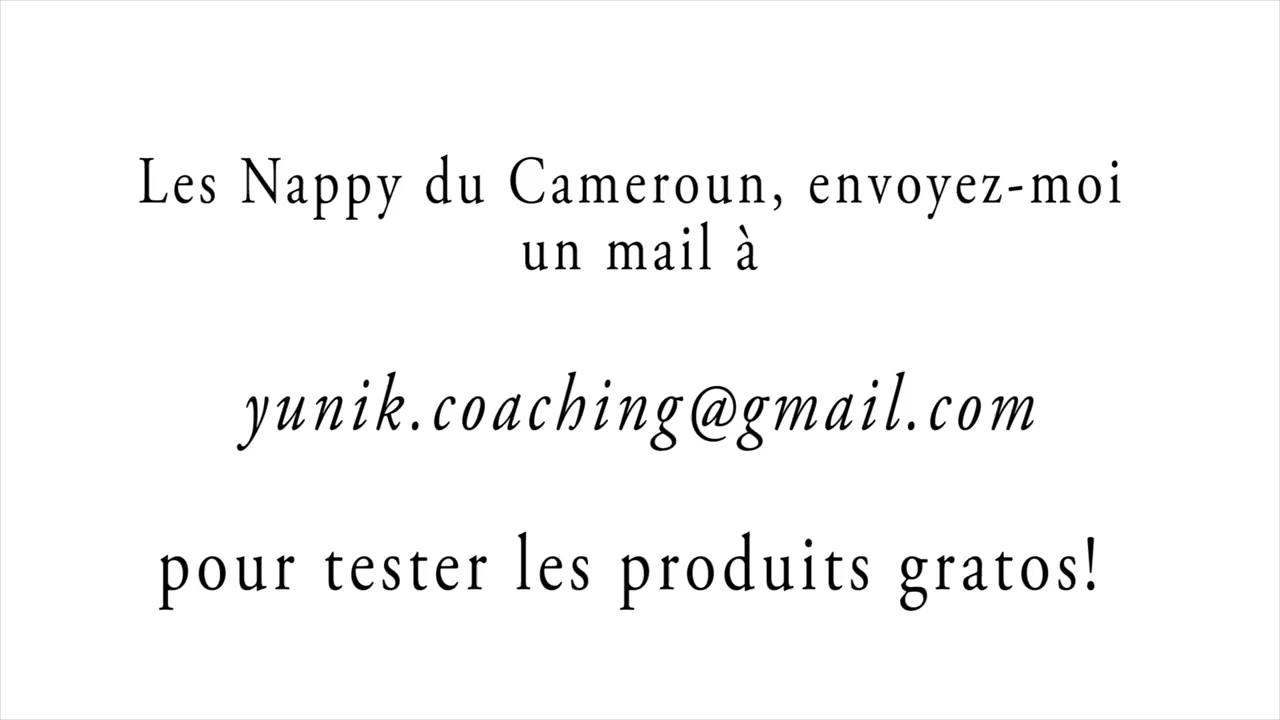 Les Nappy du Cameroun, envoyez-moi
un mail à
yunik.coaching@gmail.com
pour tester les produits gratos!